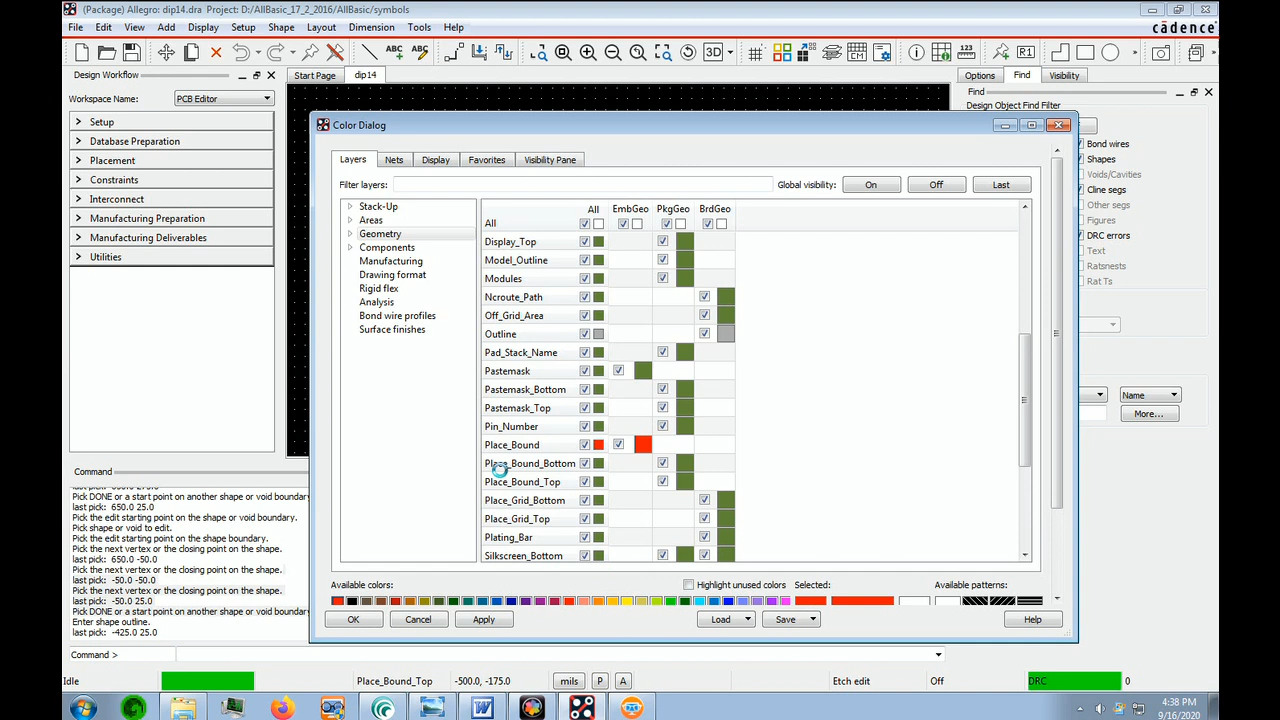 (Package) Allegro: dip14.dra Project: D:/AllBasic_17_2_2016/AllBasic/symbols
File Edit View Add Display Setup Shape Layout Dimension Tools Help
cādence
ABC ABC 3D CM 123 R1
Design Workflow
Start Page dip14
Options Find Visibility
Workspace Name: PCB Editor
Find
Design Object Find Filter
Setup
Database Preparation
Placement
Constraints
Interconnect
Manufacturing Preparation
Manufacturing Deliverables
Utilities
Color Dialog
Layers Nets Display Favorites Visibility Pane
Filter layers: Global visibility: On Off Last
Stack-Up
Areas
Geometry
Components
Manufacturing
Drawing format
Rigid flex
Analysis
Bond wire profiles
Surface finishes
All EmbGeo PkgGeo BrdGeo
All
Display_Top
Model_Outline
Modules
Ncroute_Path
Off_Grid_Area
Outline
Pad_Stack_Name
Pastemask
Pastemask_Bottom
Pastemask_Top
Pin_Number
Place_Bound
Place_Bound_Bottom
Place_Bound_Top
Place_Grid_Bottom
Place_Grid_Top
Plating_Bar
Silkscreen_Bottom
Available colors: Highlight unused colors Selected: Available patterns:
OK Cancel Apply Load Save Help
Bond wires
Shapes
Voids/Cavities
Cline segs
Other segs
Figures
DRC errors
Text
Ratsnests
Rat Ts
Name
More...
Command
last pick: 650.0 25.0
Pick DONE or a start point on another shape or void boundary
last pick: 650.0 25.0
Pick the edit starting point on the shape or void boundary.
Pick shape or void to edit.
Pick the edit starting point on the shape boundary.
Pick the next vertex or the closing point on the shape.
last pick: 650.0 -50.0
Pick the next vertex or the closing point on the shape.
last pick: -50.0 -50.0
Pick the next vertex or the closing point on the shape.
last pick: -50.0 25.0
Pick DONE or a start point on another shape or void boundary
Enter shape outline.
last pick: -425.0 25.0
Command >
Idle Place_Bound_Top -500.0, -175.0 mils P A Etch edit Off DRC 0
4:38 PM
9/16/2020